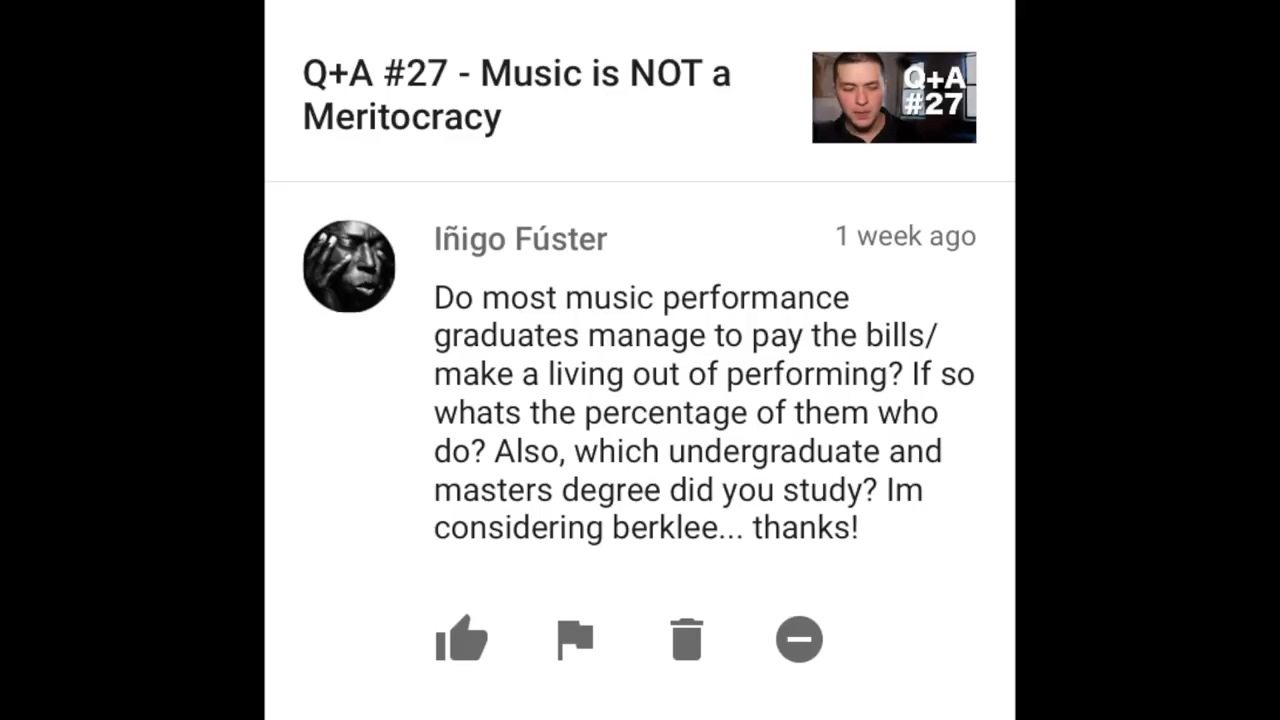 Q+A #27 - Music is NOT a
Meritocracy
Q+A
#27
Iñigo Fúster
1 week ago
Do most music performance
graduates manage to pay the bills/
make a living out of performing? If so
whats the percentage of them who
do? Also, which undergraduate and
masters degree did you study? Im
considering berklee... thanks!